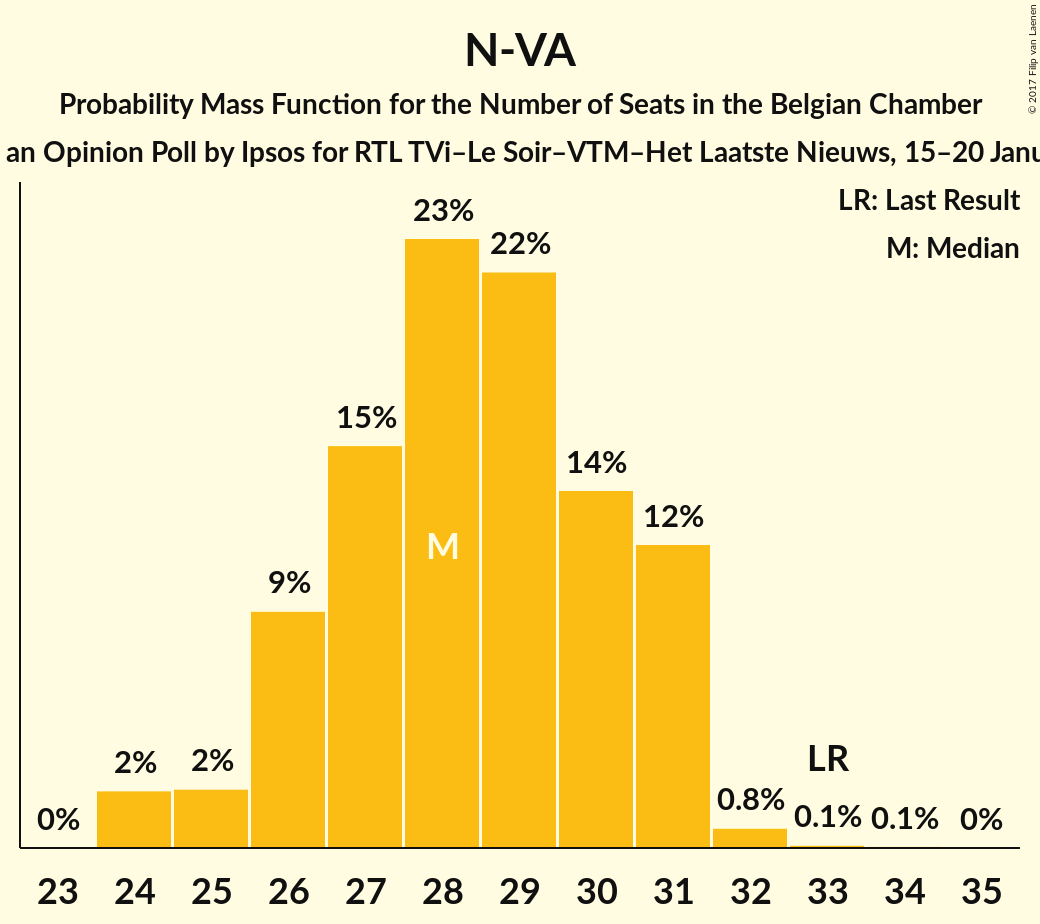 N-VA
Probability Mass Function for the Number of Seats in the Belgian Chamber
an Opinion Poll by Ipsos for RTL TVi–Le Soir–VTM–Het Laatste Nieuws, 15–20 Janu
LR: Last Result
M: Median
23%
22%
15%
14%
12%
M
9%
2%
2%
LR
0%
0.8%
0.1%
0.1%
0%
23 24 25 26 27 28 29 30 31 32 33 34 35
© 2017 Filip van Laenen